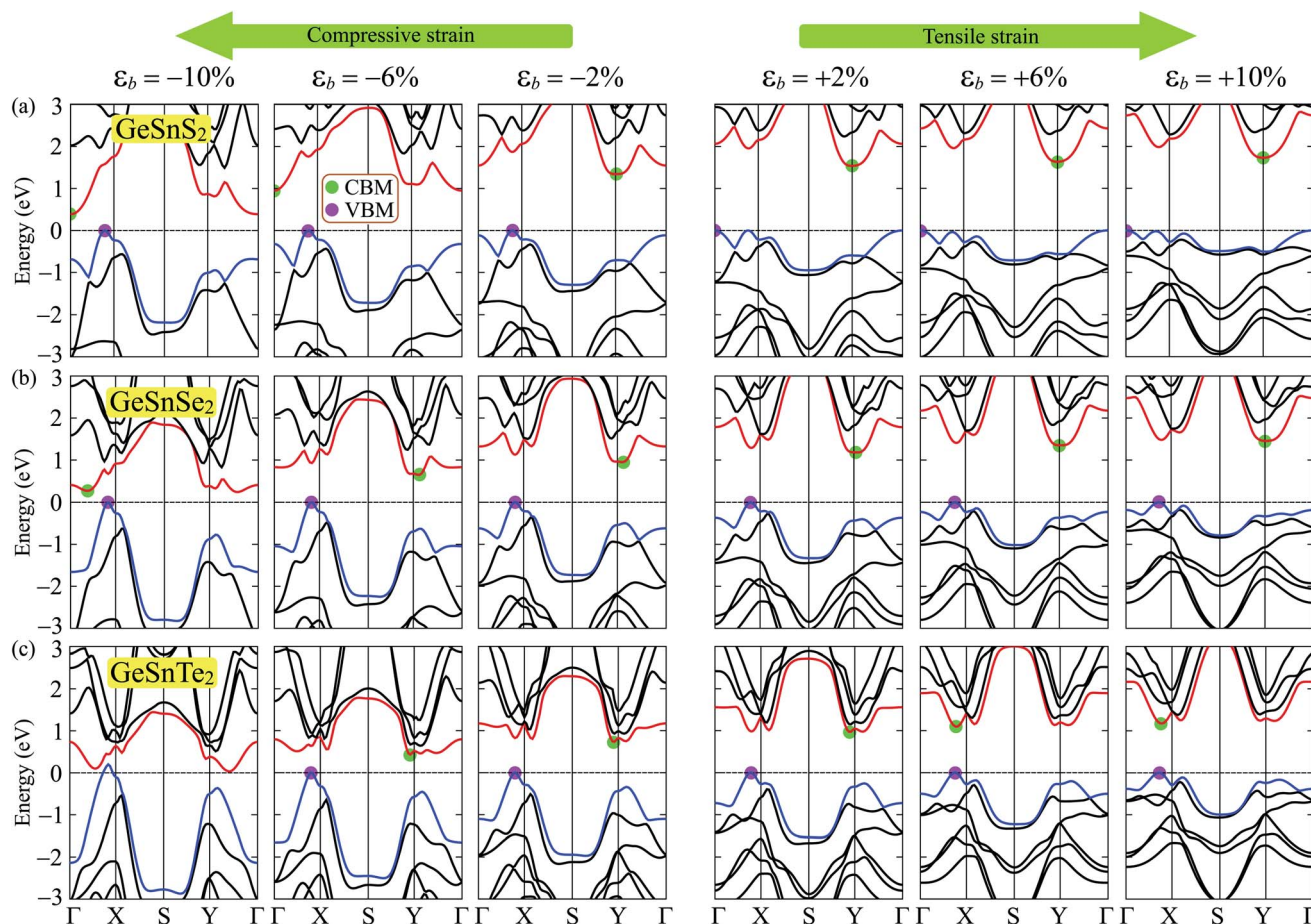 Compressive strain
Tensile strain
εb = −10%
εb = −6%
εb = −2%
εb = +2%
εb = +6%
εb = +10%
(a)
GeSnS2
3
2
1
0
−1
−2
−3
Energy (eV)
CBM
VBM
(b)
GeSnSe2
3
2
1
0
−1
−2
−3
Energy (eV)
(c)
GeSnTe2
3
2
1
0
−1
−2
−3
Energy (eV)
Γ X S Y Γ
Γ X S Y Γ
Γ X S Y Γ
Γ X S Y Γ
Γ X S Y Γ
Γ X S Y Γ